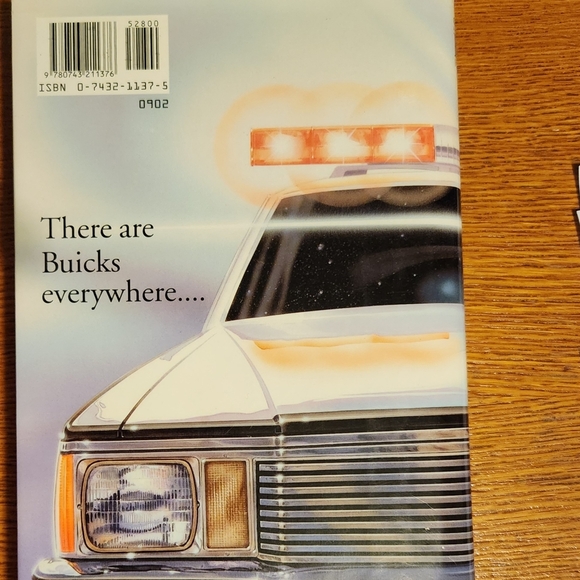 52800
9 780743 211376
ISBN 0-7432-1137-5
0902
There are
Buicks
everywhere....